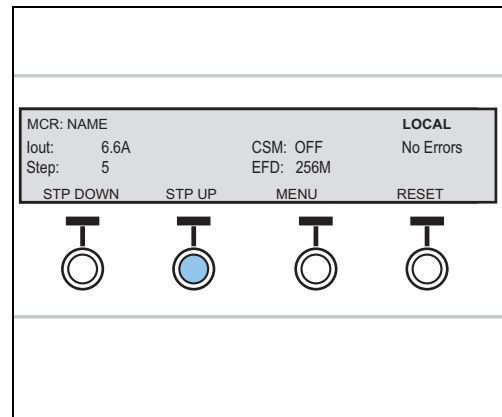 MCR: NAME LOCAL
Iout: 6.6A CSM: OFF No Errors
Step: 5 EFD: 256M
STP DOWN STP UP MENU RESET